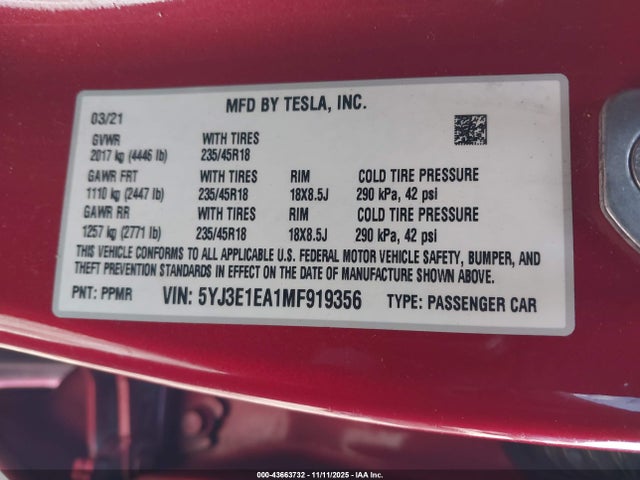 MFD BY TESLA, INC.
03/21
GVWR WITH TIRES
2017 kg (4446 lb) 235/45R18
GAWR FRT WITH TIRES RIM COLD TIRE PRESSURE
1110 kg (2447 lb) 235/45R18 18X8.5J 290 kPa, 42 psi
GAWR RR WITH TIRES RIM COLD TIRE PRESSURE
1257 kg (2771 lb) 235/45R18 18X8.5J 290 kPa, 42 psi
THIS VEHICLE CONFORMS TO ALL APPLICABLE U.S. FEDERAL MOTOR VEHICLE SAFETY, BUMPER, AND
THEFT PREVENTION STANDARDS IN EFFECT ON THE DATE OF MANUFACTURE SHOWN ABOVE.
PNT: PPMR VIN: 5YJ3E1EA1MF919356 TYPE: PASSENGER CAR
000-43663732 - 11/11/2025 - IAA Inc.